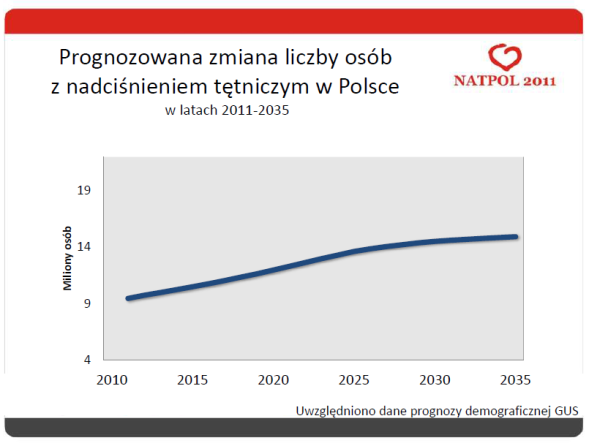 Prognozowana zmiana liczby osób
z nadciśnieniem tętniczym w Polsce
w latach 2011-2035
NATPOL 2011
Miliony osób
19
14
9
4
2010 2015 2020 2025 2030 2035
Uwzględniono dane prognozy demograficznej GUS